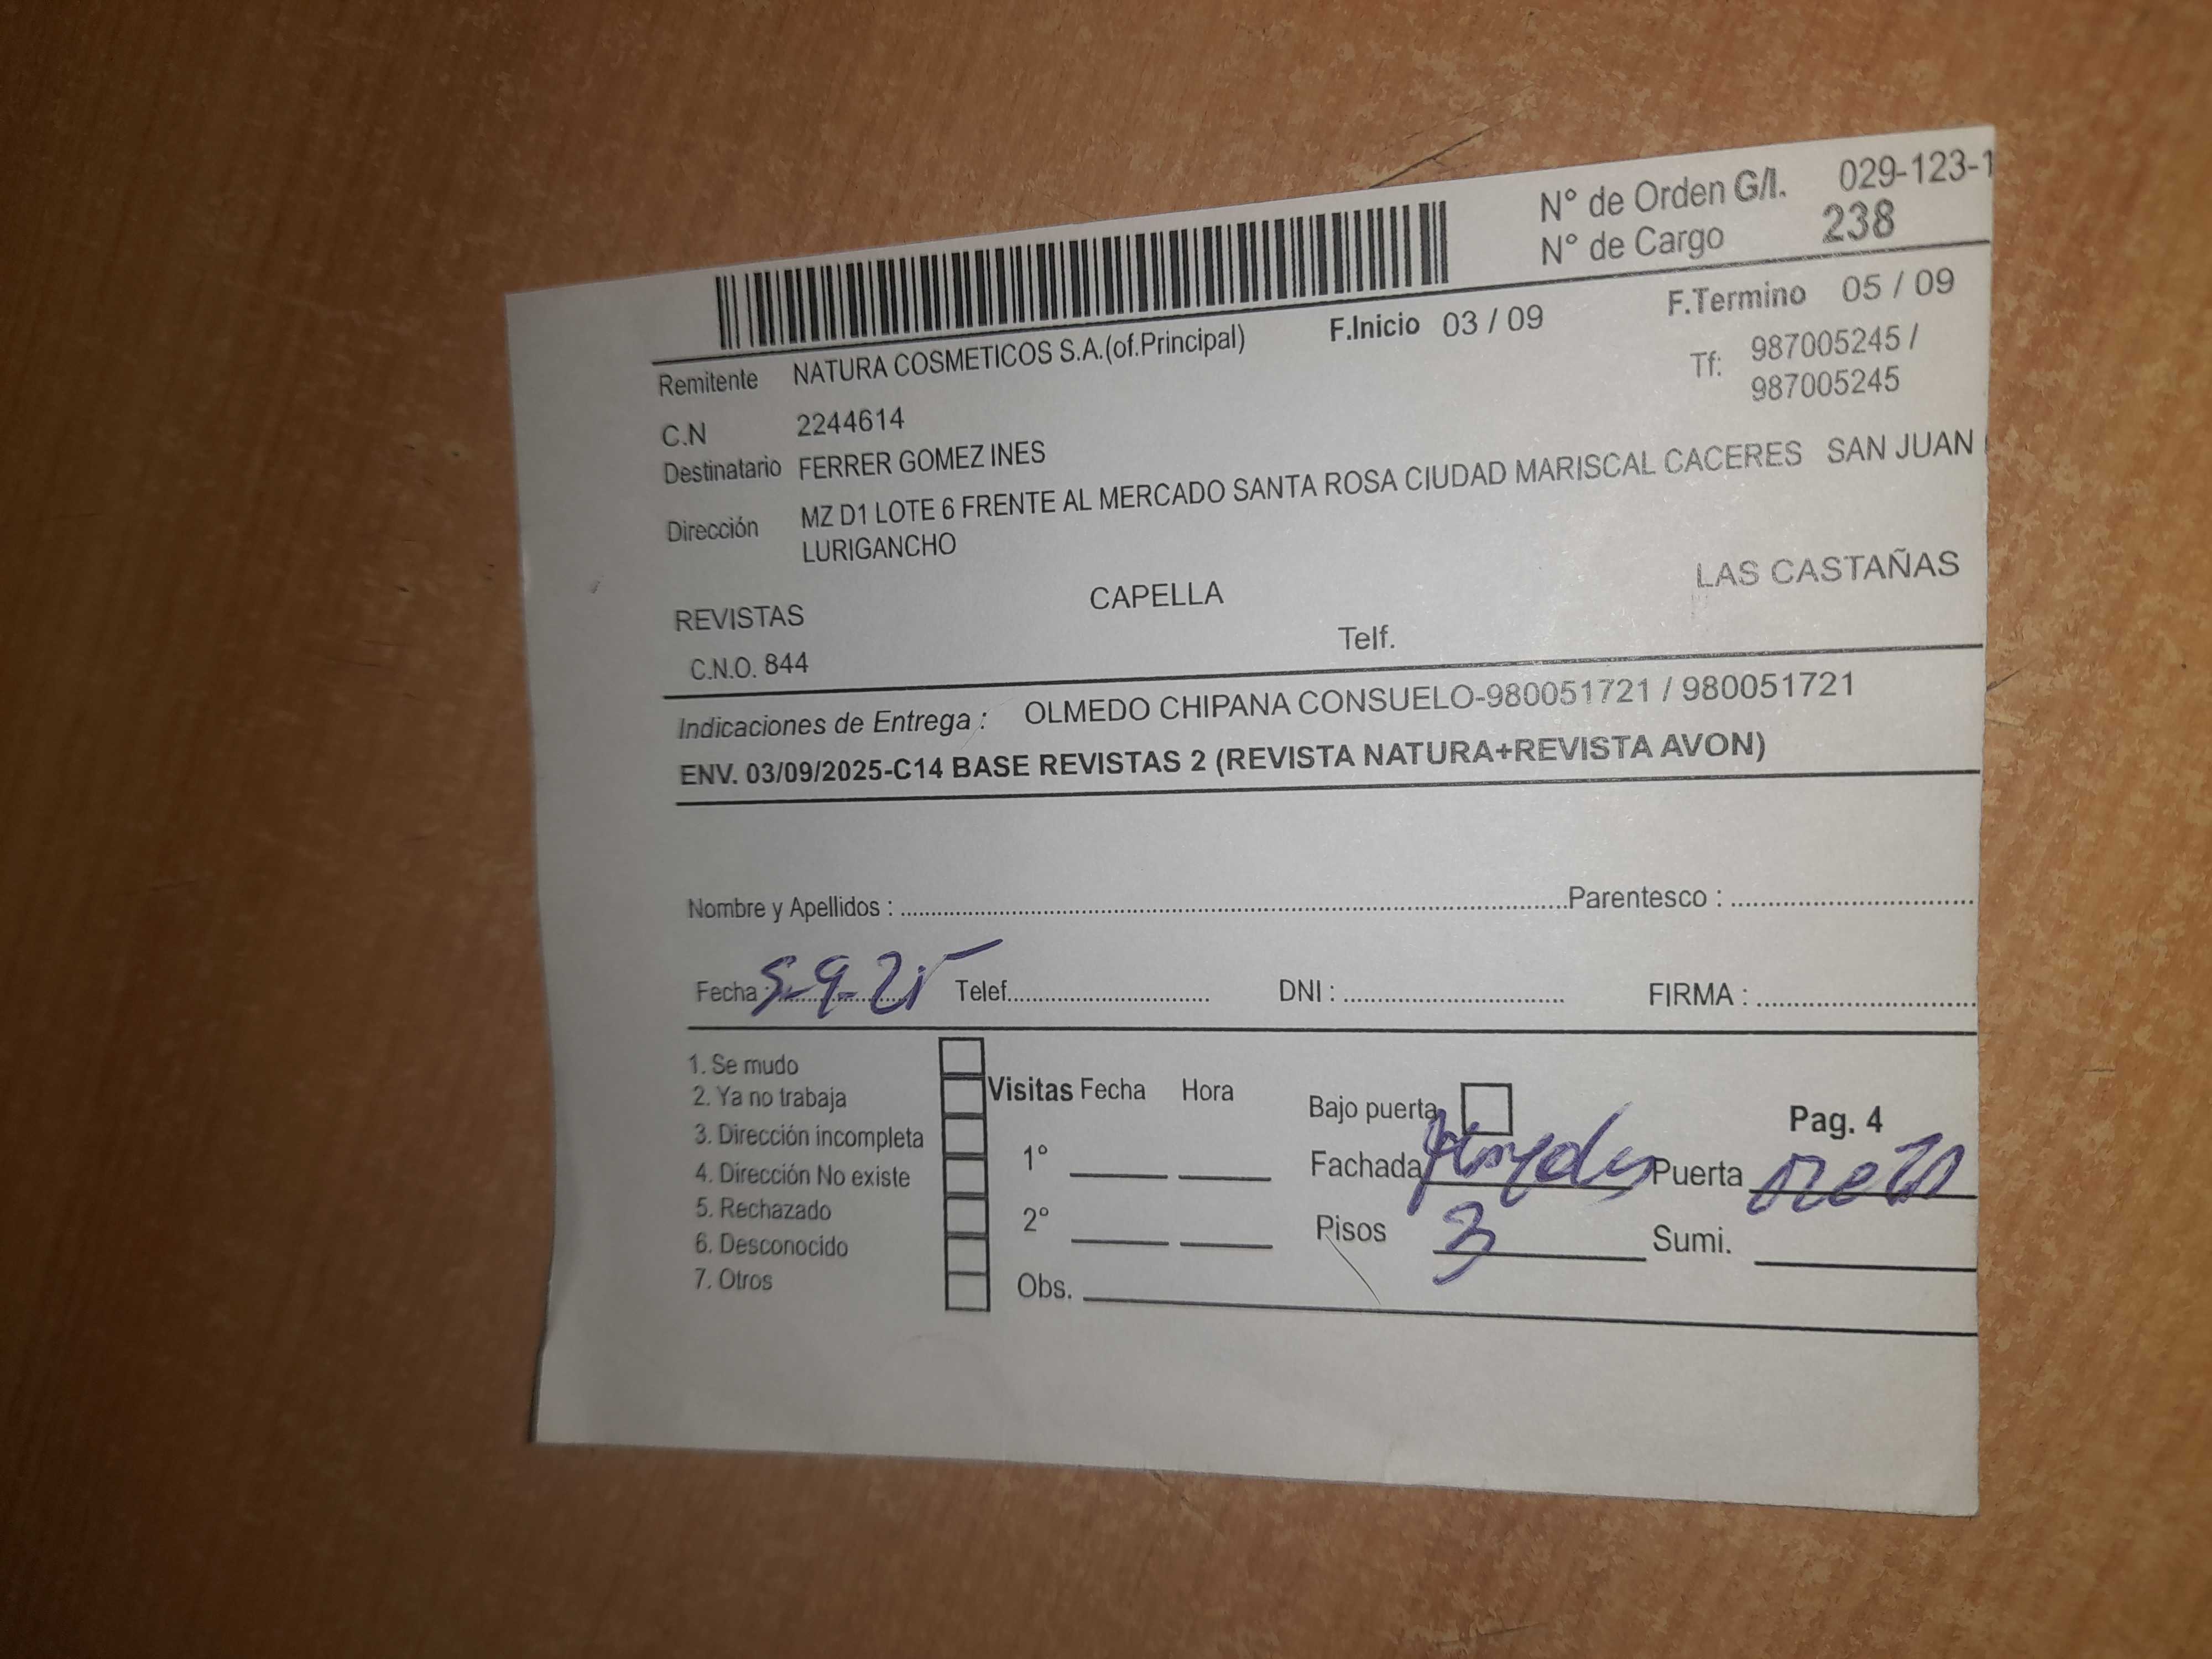 N° de Orden G/I. 029-123-1
N° de Cargo 238
F.Inicio 03 / 09 F.Termino 05 / 09
Remitente NATURA COSMETICOS S.A.(of.Principal) Tf: 987005245 /
987005245
C.N 2244614
Destinatario FERRER GOMEZ INES
Dirección MZ D1 LOTE 6 FRENTE AL MERCADO SANTA ROSA CIUDAD MARISCAL CACERES SAN JUAN
LURIGANCHO
REVISTAS CAPELLA LAS CASTAÑAS
C.N.O. 844 Telf.
Indicaciones de Entrega : OLMEDO CHIPANA CONSUELO-980051721 / 980051721
ENV. 03/09/2025-C14 BASE REVISTAS 2 (REVISTA NATURA+REVISTA AVON)
Nombre y Apellidos : Parentesco :
Fecha : 5-9-25 Telef. DNI : FIRMA :
1. Se mudo
2. Ya no trabaja
3. Dirección incompleta
4. Dirección No existe
5. Rechazado
6. Desconocido
7. Otros
Visitas Fecha Hora
1°
2°
Obs.
Bajo puerta Pag. 4
Fachada Puerta
Pisos 3 Sumi.